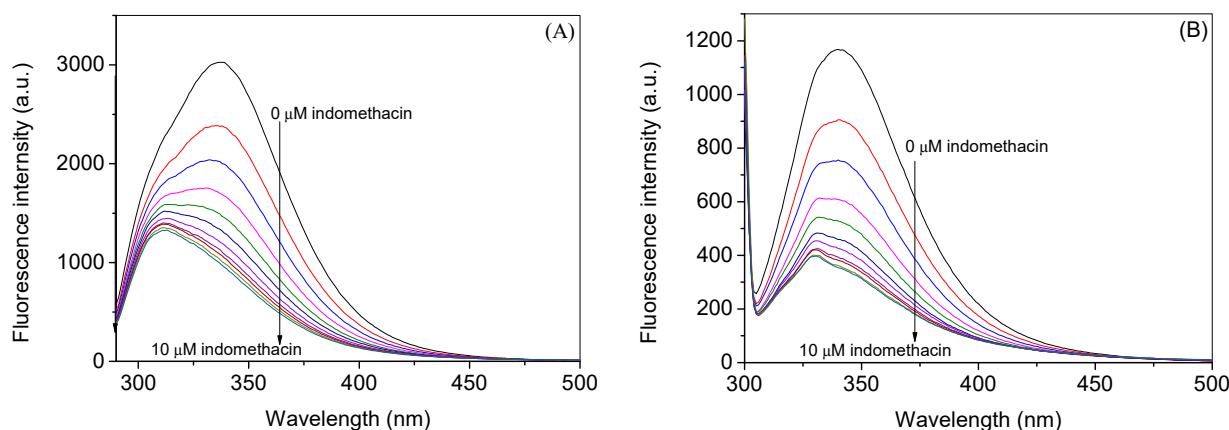 (A)
Fluorescence internsity (a.u.)
3000
2000
1000
0
0 μM indomethacin
10 μM indomethacin
300
350
400
450
500
Wavelength (nm)
(B)
Fluorescence internsity (a.u.)
1200
1000
800
600
400
200
0
0 μM indomethacin
10 μM indomethacin
300
350
400
450
500
Wavelength (nm)